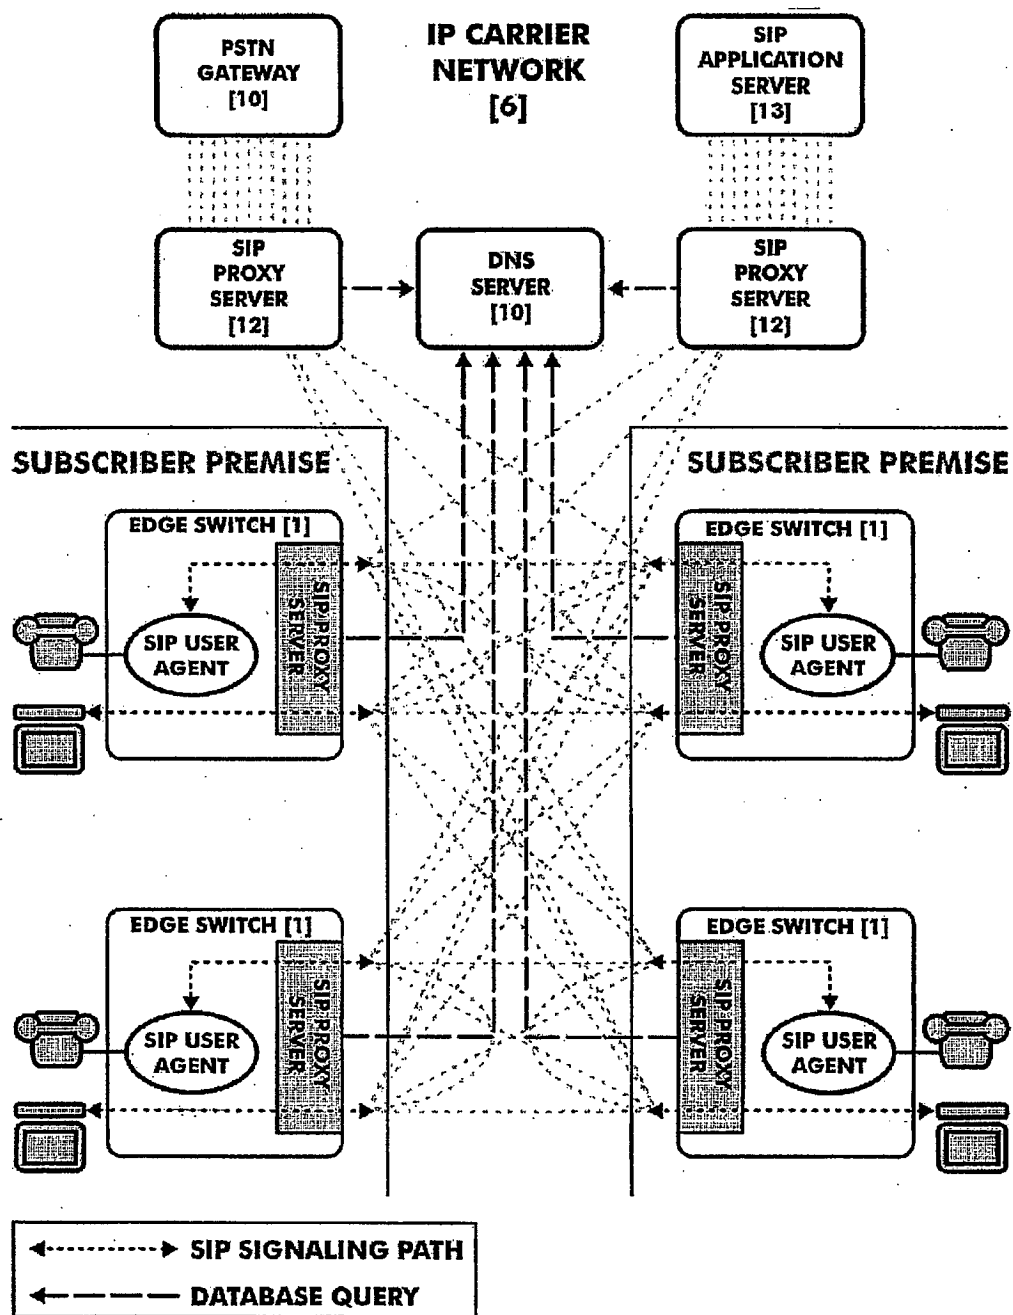 PSTN
GATEWAY
[10]
IP CARRIER
NETWORK
[6]
SIP
APPLICATION
SERVER
[13]
SIP
PROXY
SERVER
[12]
DNS
SERVER
[10]
SIP
PROXY
SERVER
[12]
SUBSCRIBER PREMISE
SUBSCRIBER PREMISE
EDGE SWITCH [1]
SIP USER
AGENT
SIP PROXY
SERVER
EDGE SWITCH [1]
SIP PROXY
SERVER
SIP USER
AGENT
EDGE SWITCH [1]
SIP USER
AGENT
SIP PROXY
SERVER
EDGE SWITCH [1]
SIP PROXY
SERVER
SIP USER
AGENT
SIP SIGNALING PATH
DATABASE QUERY